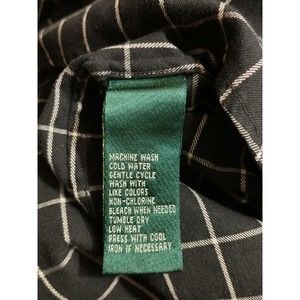 MACHINE WASH
COLD WATER
GENTLE CYCLE
WASH WITH
LIKE COLORS
NON-CHLORINE
BLEACH WHEN NEEDED
TUMBLE DRY
LOW HEAT
PRESS WITH COOL
IRON IF NECESSARY